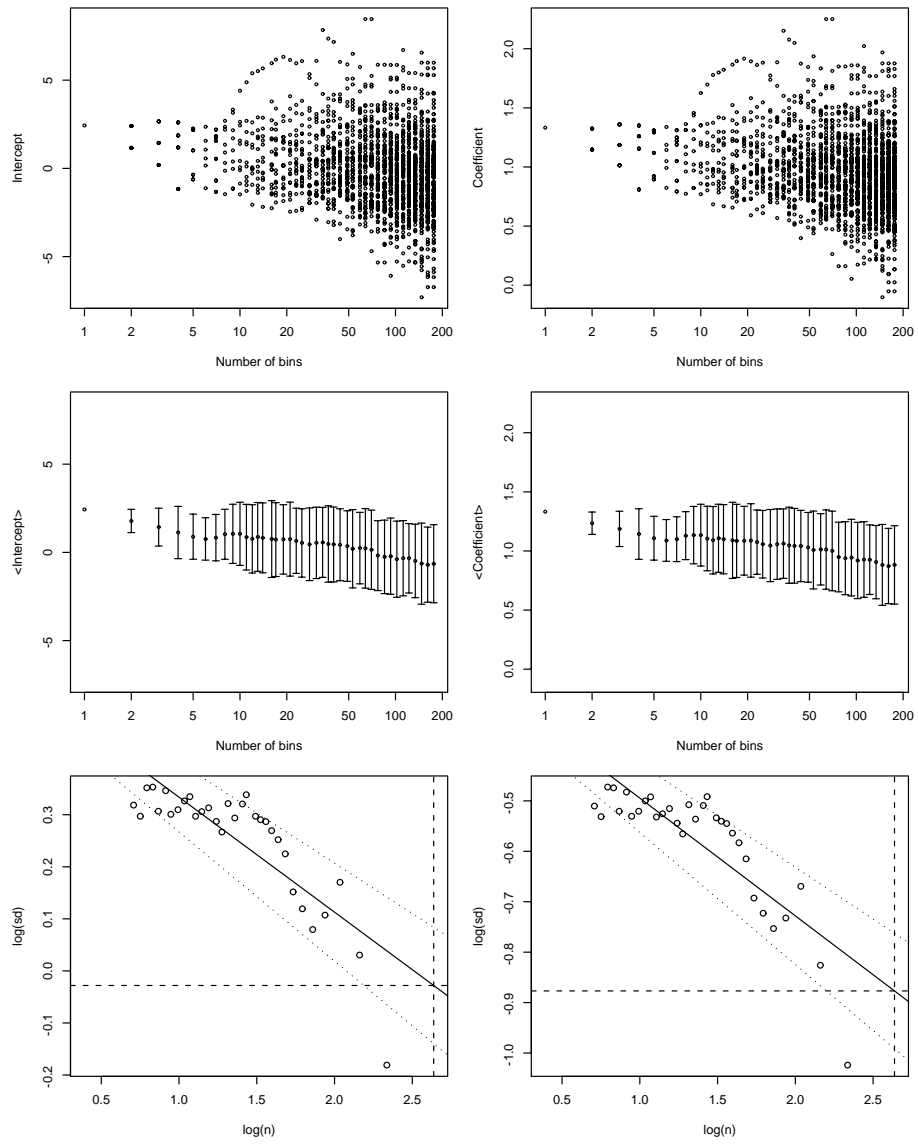 5
0
-5
Intercept
1 2 5 10 20 50 100 200
Number of bins
2.0
1.5
1.0
0.5
0.0
Coefficient
1 2 5 10 20 50 100 200
Number of bins
5
0
-5
<Intercept>
1 2 5 10 20 50 100 200
Number of bins
2.0
1.5
1.0
0.5
0.0
<Coefficient>
1 2 5 10 20 50 100 200
Number of bins
0.3
0.2
0.1
0.0
-0.1
-0.2
log(sd)
0.5 1.0 1.5 2.0 2.5
log(n)
-0.5
-0.6
-0.7
-0.8
-0.9
-1.0
log(sd)
0.5 1.0 1.5 2.0 2.5
log(n)